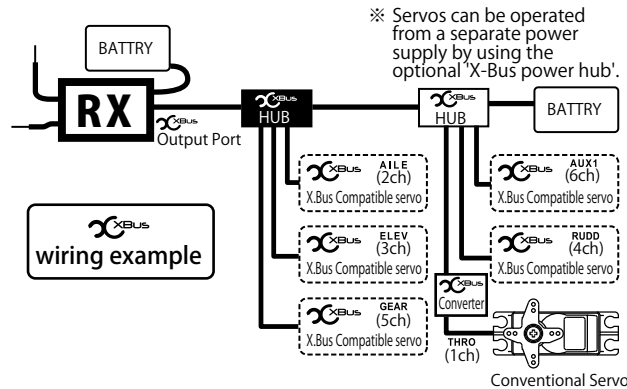 ※ Servos can be operated
from a separate power
supply by using the
optional 'X-Bus power hub'.
BATTRY
RX
XBus
Output Port
XBus
HUB
XBus
HUB
BATTRY
XBus AILE
(2ch)
X.Bus Compatible servo
XBus AUX1
(6ch)
X.Bus Compatible servo
XBus
wiring example
XBus ELEV
(3ch)
X.Bus Compatible servo
XBus RUDD
(4ch)
X.Bus Compatible servo
XBus GEAR
(5ch)
X.Bus Compatible servo
XBus
Converter
THRO
(1ch)
Conventional Servo